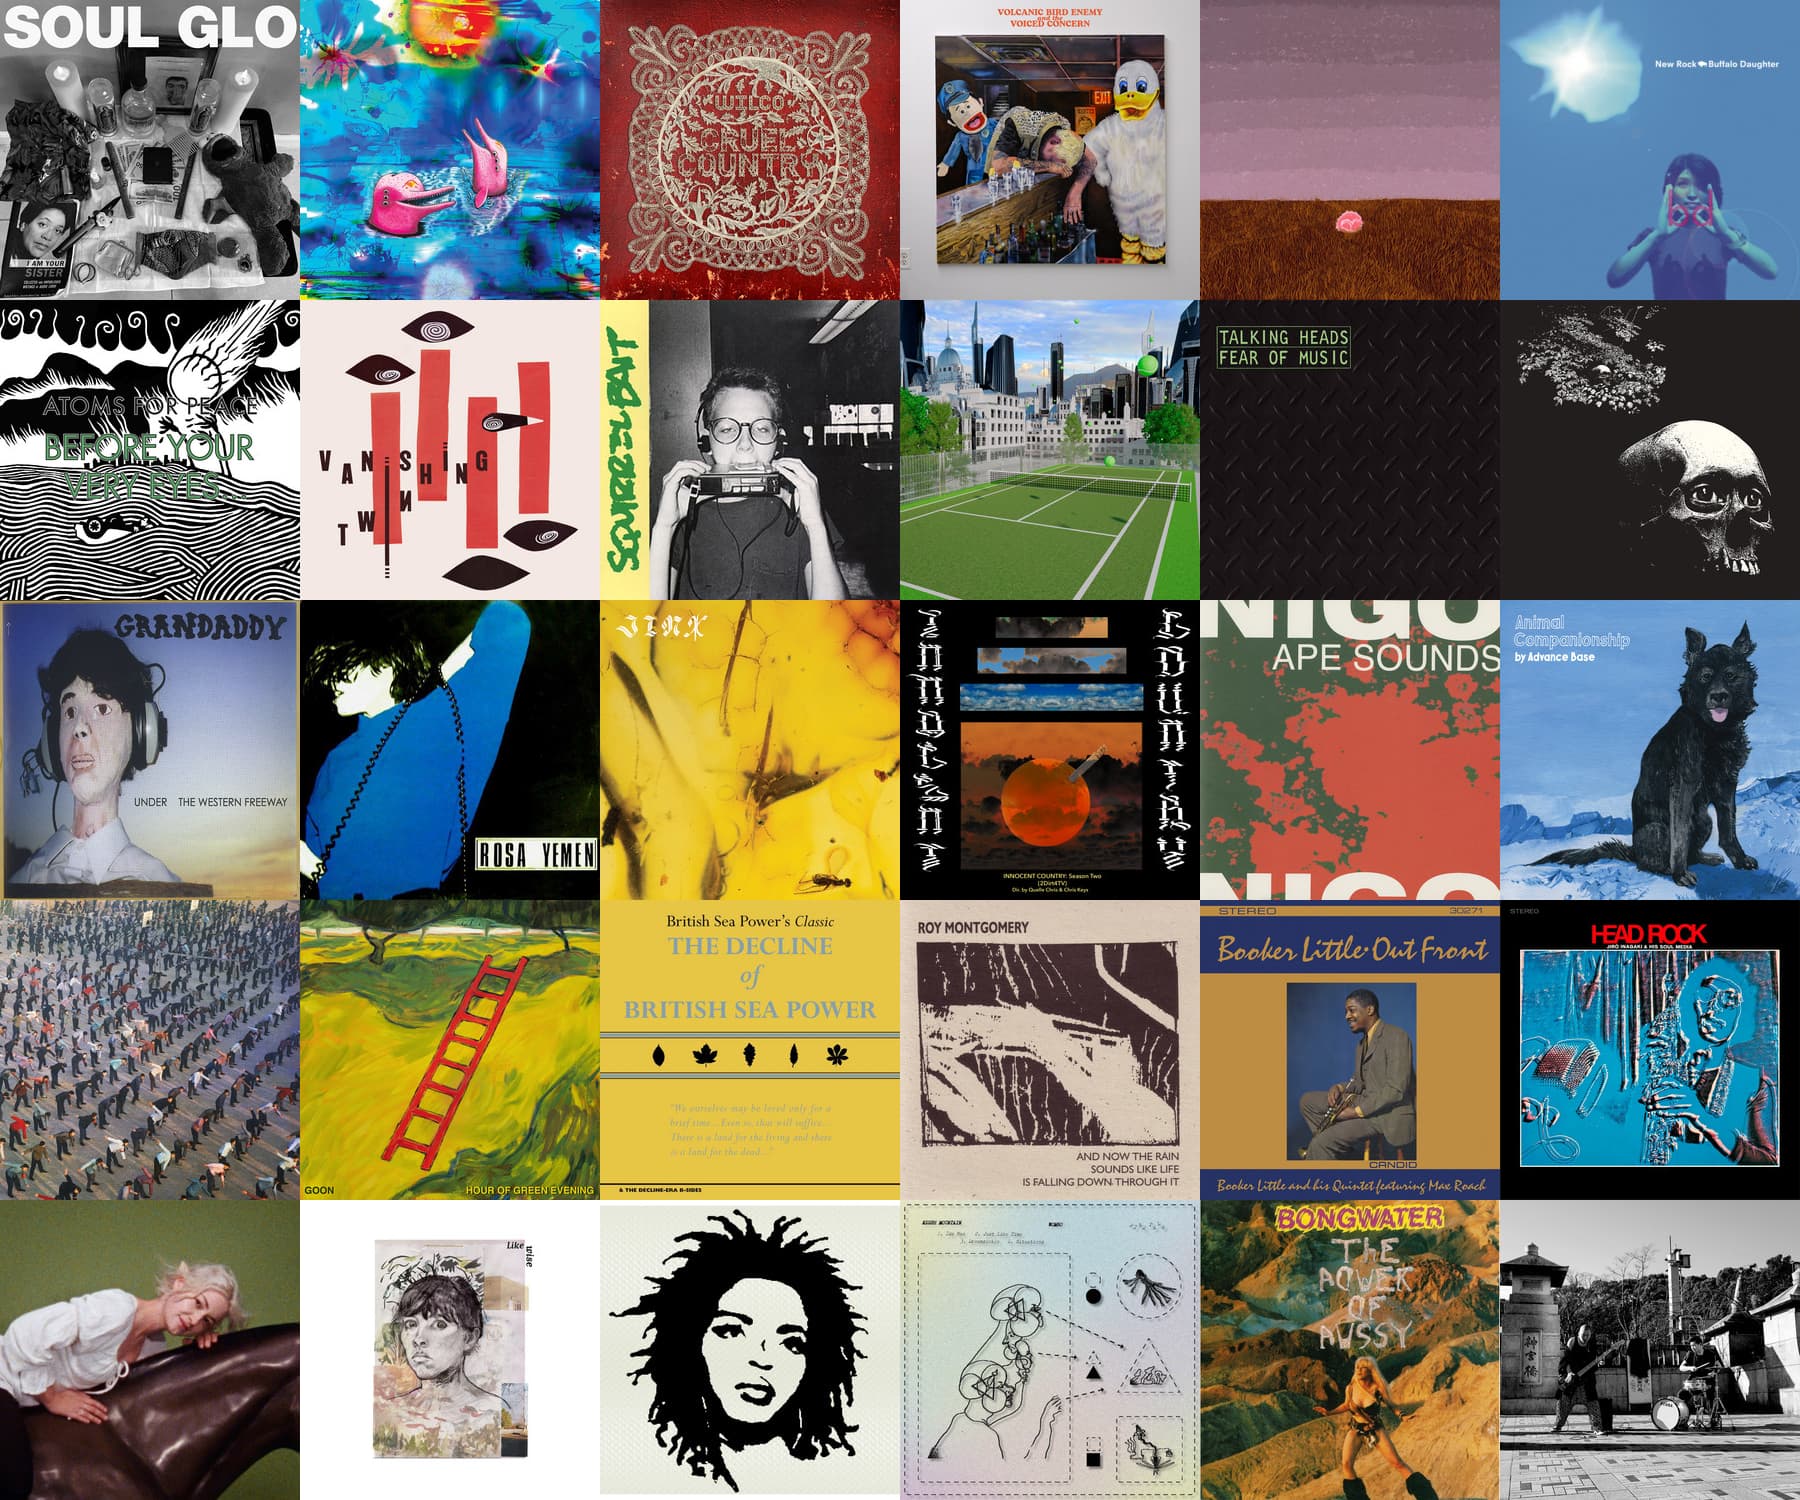 SOUL GLO
I AM YOUR
SISTER
WILCO
CRUEL
COUNTRY
VOLCANIC BIRD ENEMY
and the
VOICED CONCERN
EXIT
New Rock Buffalo Daughter
ATOMS FOR PEACE
BEFORE YOUR
VERY EYES...
VANiSHiNG
TWiN
SQUIRREL BAIT
TALKING HEADS
FEAR OF MUSIC
GRANDADDY
UNDER THE WESTERN FREEWAY
ROSA YEMEN
JINX
INNOCENT COUNTRY: Season Two
(2Dirt4TV)
Dir. by Quelle Chris & Chris Keys
NIGO
APE SOUNDS
NIGO
Animal
Companionship
by Advance Base
GOON
HOUR OF GREEN EVENING
British Sea Power's Classic
THE DECLINE
of
BRITISH SEA POWER
"We ourselves may be loved only for a
brief time... Even so, that will suffice...
There is a land for the living and there
is a land for the dead..."
& THE DECLINE-ERA B-SIDES
ROY MONTGOMERY
AND NOW THE RAIN
SOUNDS LIKE LIFE
IS FALLING DOWN THROUGH IT
STEREO 30271
Booker Little·Out Front
CANDID
Booker Little and his Quintet featuring Max Roach
STEREO
HEAD ROCK
JIRO INAGAKI & HIS SOUL MEDIA
Like
wise
BONGWATER
THE
POWER
OF
PUSSY
神宮橋